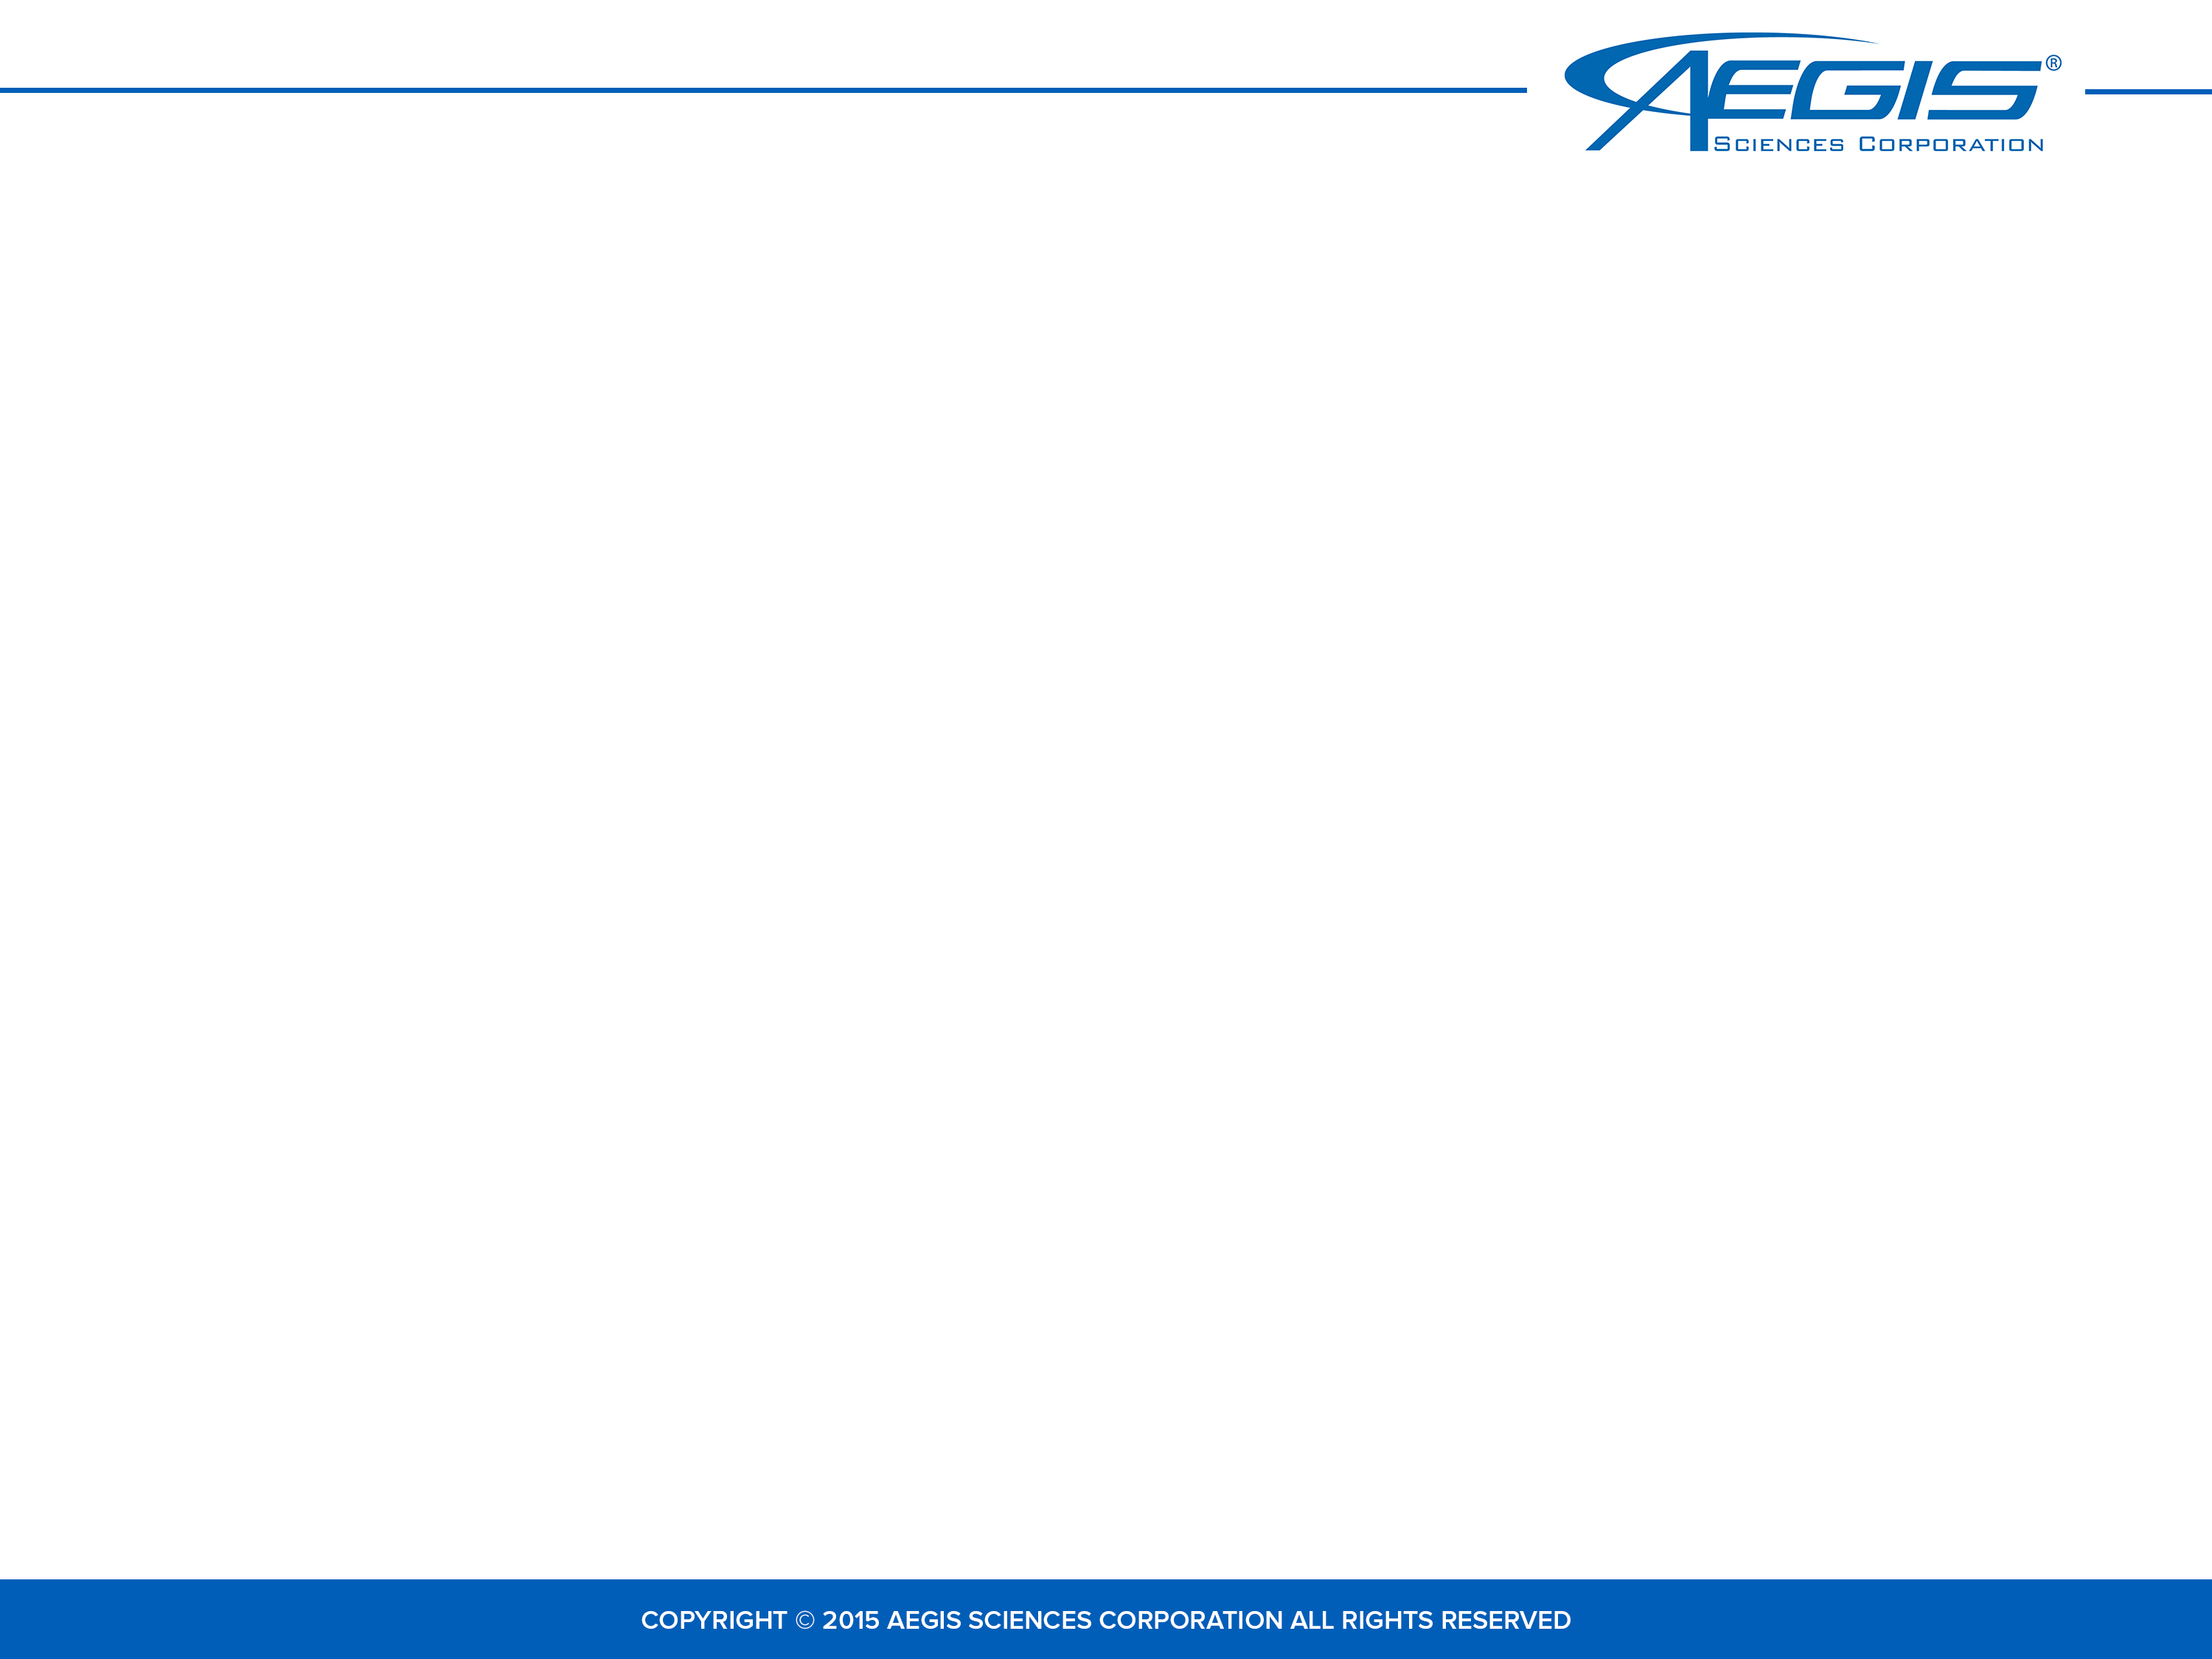 AEGIS®
SCIENCES CORPORATION
COPYRIGHT © 2015 AEGIS SCIENCES CORPORATION ALL RIGHTS RESERVED